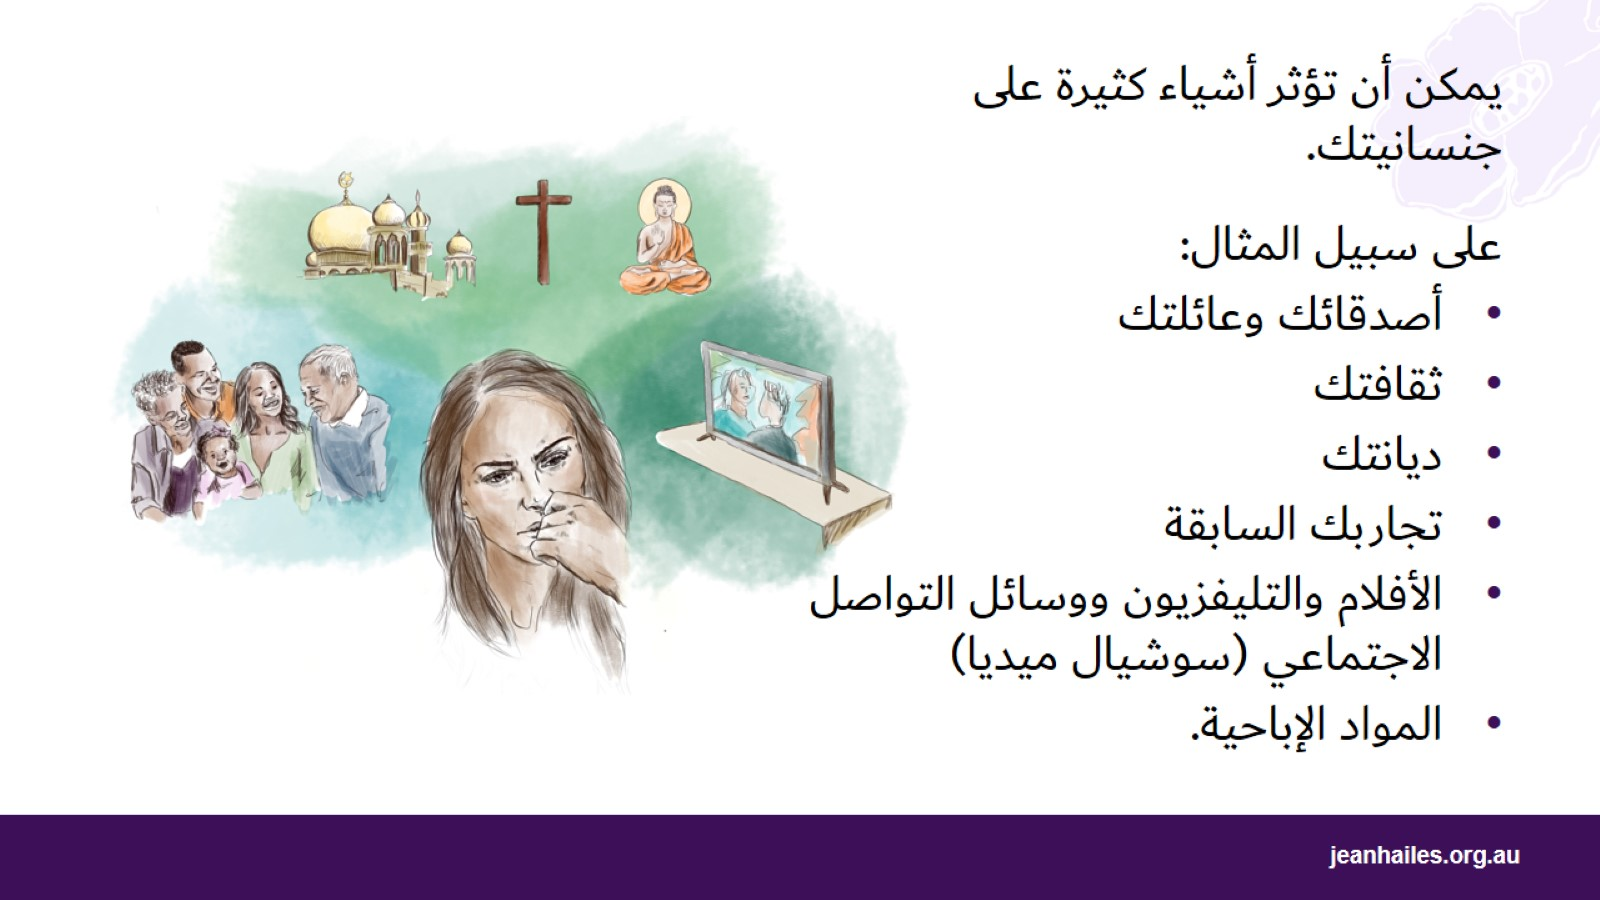 يمكن أن تؤثر أشياء كثيرة على
جنسانيتك.
على سبيل المثال:
• أصدقائك وعائلتك
• ثقافتك
• ديانتك
• تجاربك السابقة
• الأفلام والتليفزيون ووسائل التواصل
الاجتماعي (سوشيال ميديا)
• المواد الإباحية.
jeanhailes.org.au